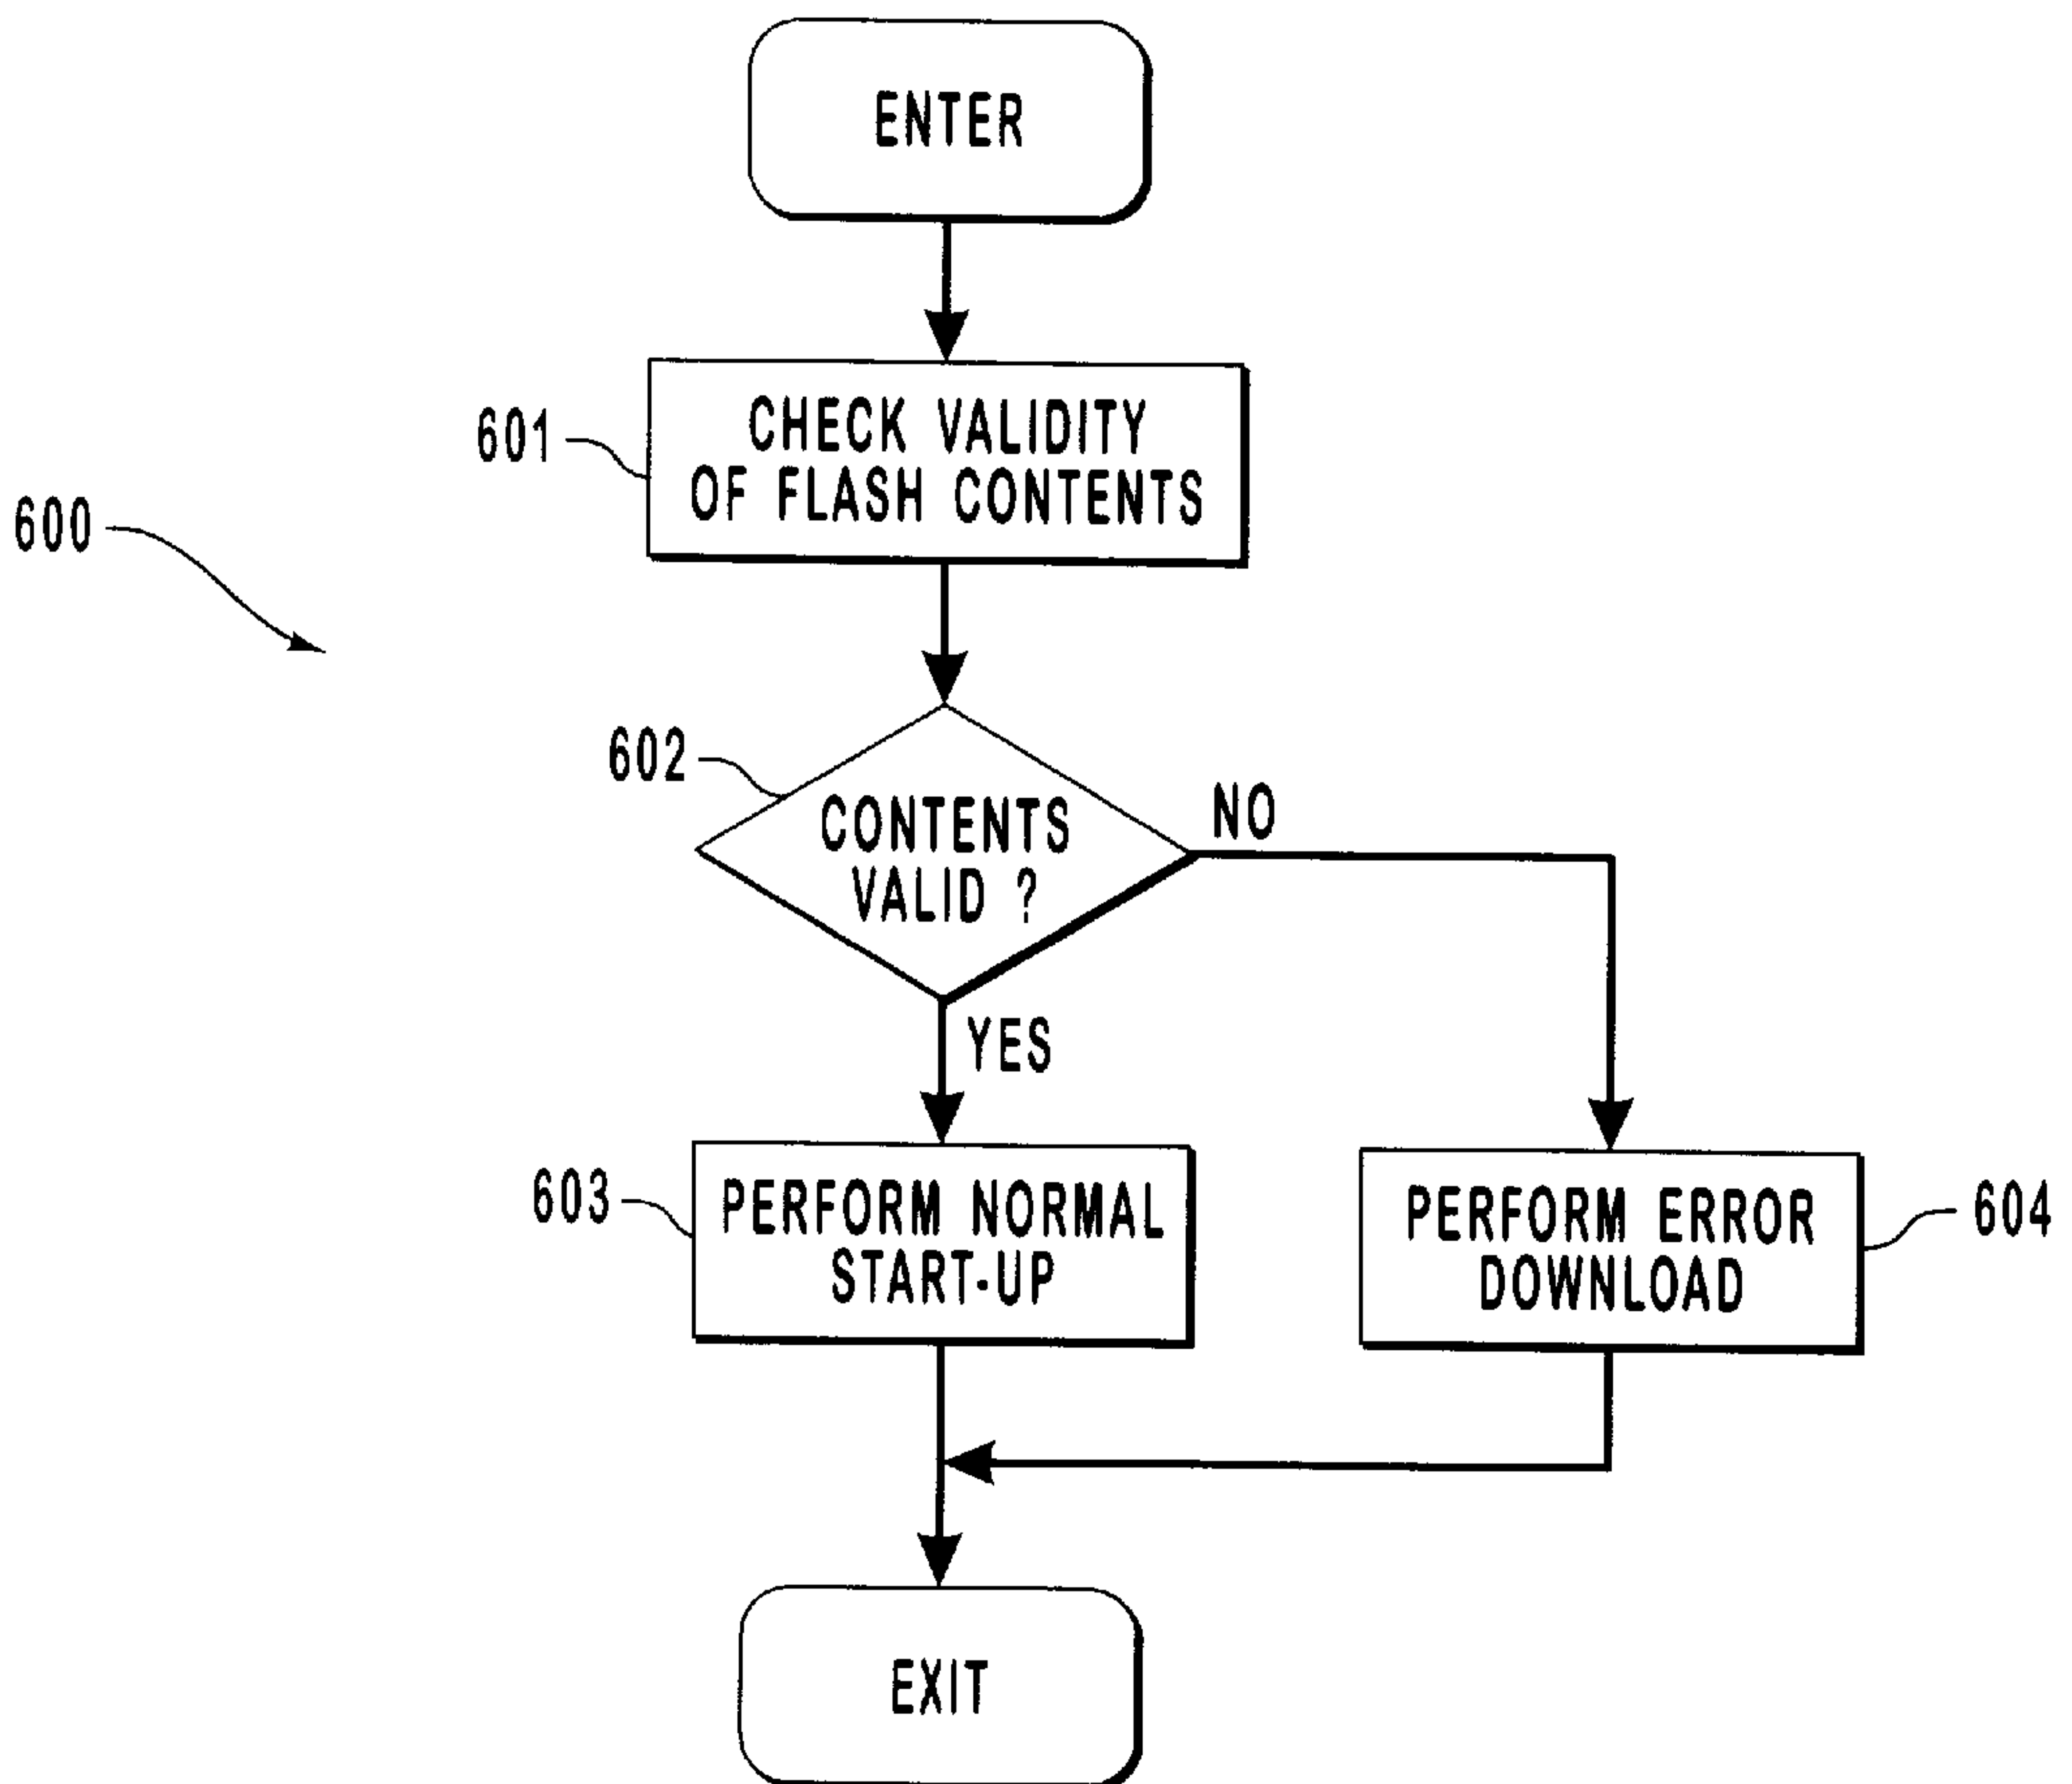 ENTER
601
CHECK VALIDITY
OF FLASH CONTENTS
600
602
CONTENTS
VALID ?
NO
YES
603
PERFORM NORMAL
START-UP
PERFORM ERROR
DOWNLOAD
604
EXIT